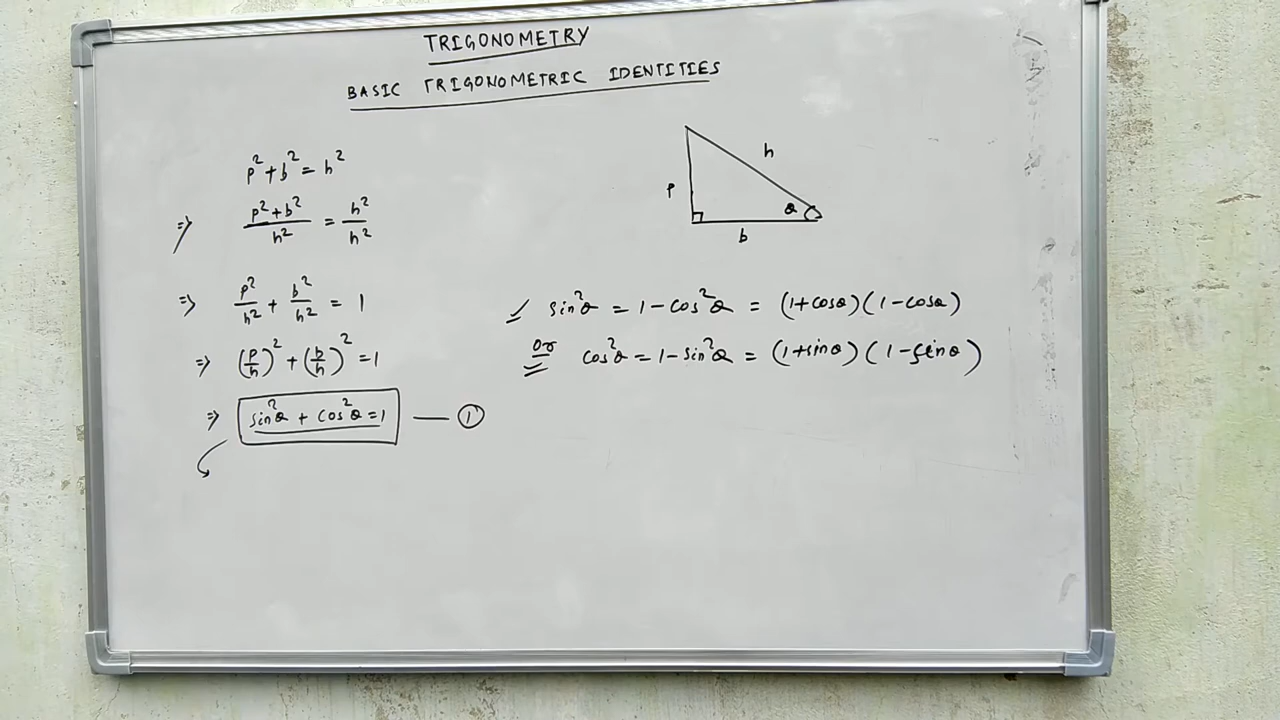 TRIGONOMETRY
BASIC TRIGONOMETRIC IDENTITIES
p² + b² = h²
⇒ (p² + b²)/h² = h²/h²
⇒ p²/h² + b²/h² = 1
⇒ (p/h)² + (b/h)² = 1
⇒ sin²θ + cos²θ = 1 — ①
h
p
θ
b
✓ sin²θ = 1 - cos²θ = (1+cosθ)(1-cosθ)
or cos²θ = 1 - sin²θ = (1+sinθ)(1-sinθ)